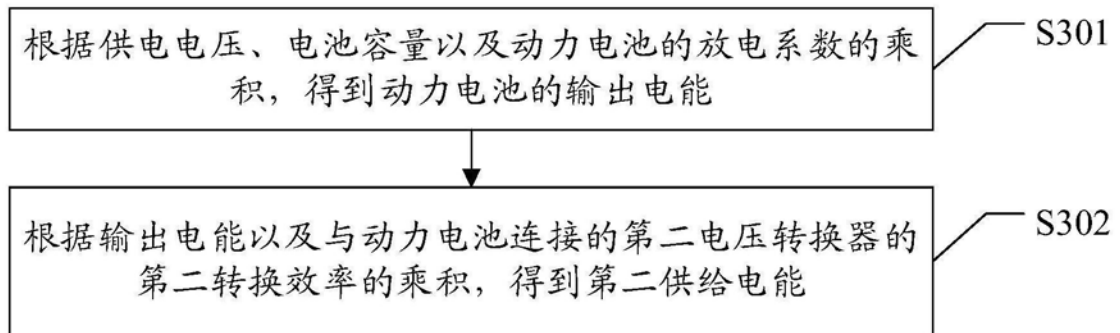 根据供电电压、电池容量以及动力电池的放电系数的乘
积，得到动力电池的输出电能
S301
根据输出电能以及与动力电池连接的第二电压转换器的
第二转换效率的乘积，得到第二供给电能
S302